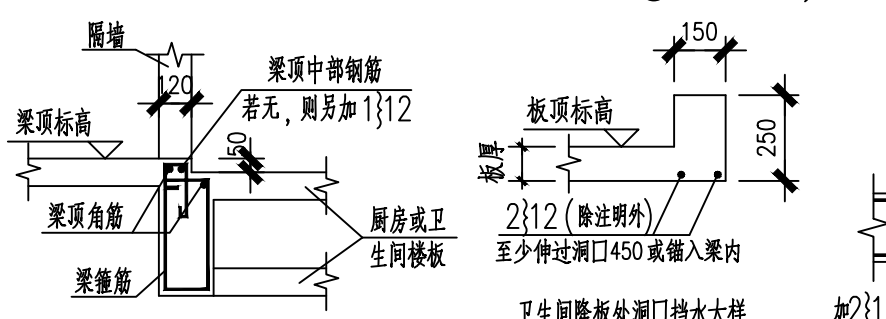 隔墙
120
梁顶中部钢筋
若无，则另加1⌇12
梁顶标高
50
梁顶角筋
梁箍筋
厨房或卫
生间楼板
150
板顶标高
250
板厚
2⌇12(除注明外)
至少伸过洞口450或锚入梁内
卫生间降板处洞口挡水大样
加2⌇1